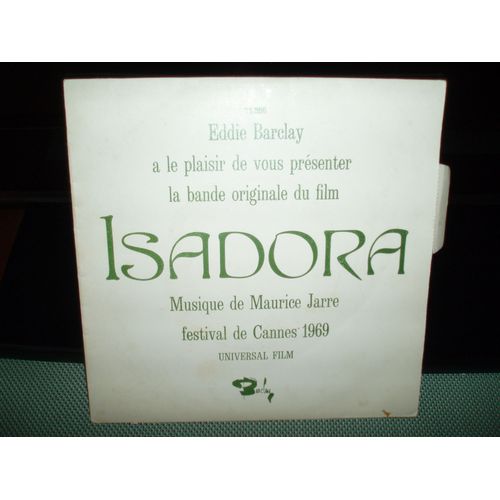 Eddie Barclay
a le plaisir de vous présenter
la bande originale du film
ISADORA
Musique de Maurice Jarre
festival de Cannes 1969
UNIVERSAL FILM
Barclay